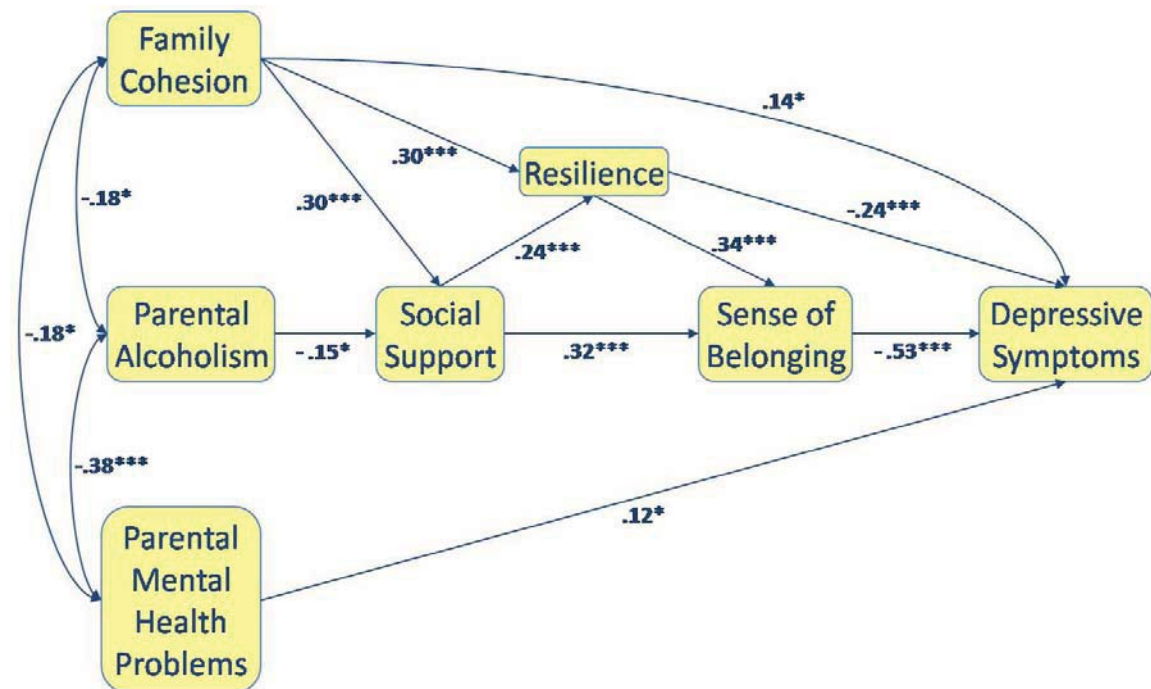 Family
Cohesion
.14*
.30***
Resilience
-.18*
.30***
-.24***
.24***
.34***
Parental
Alcoholism
Social
Support
Sense of
Belonging
Depressive
Symptoms
-.18*
-.15*
.32***
-.53***
-.38***
.12*
Parental
Mental
Health
Problems